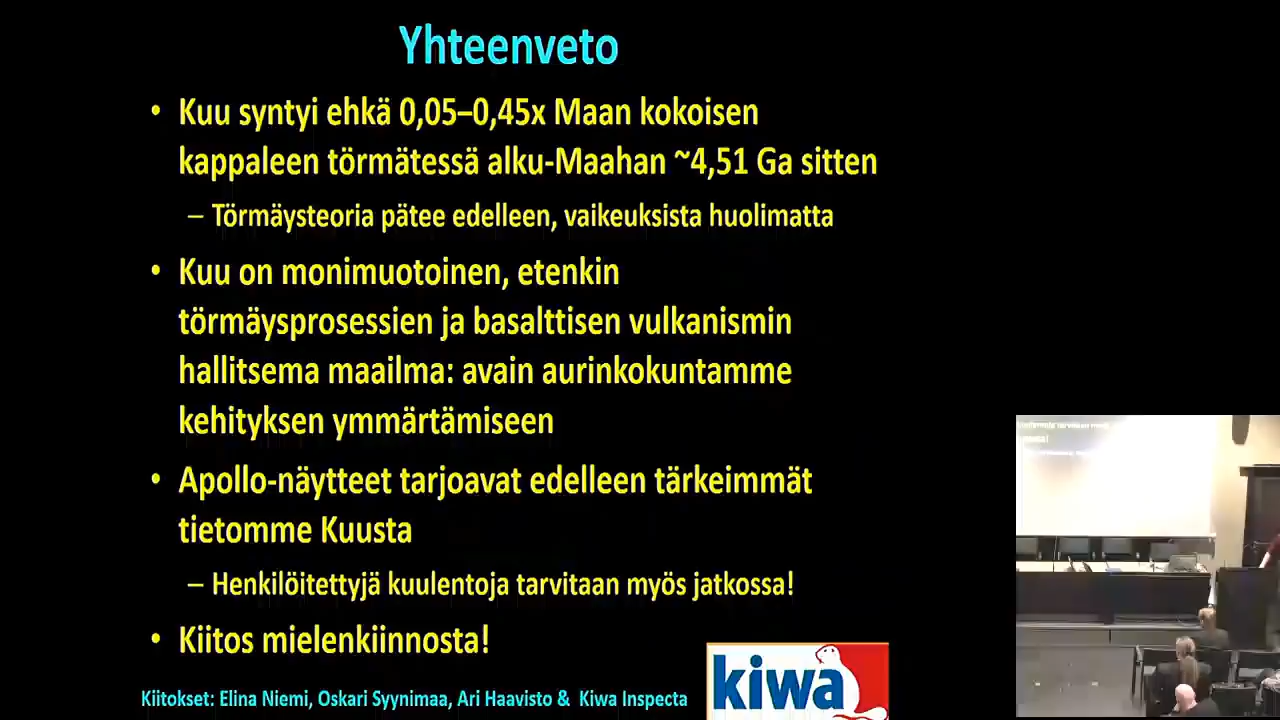 Yhteenveto
• Kuu syntyi ehkä 0,05–0,45x Maan kokoisen
kappaleen törmätessä alku-Maahan ~4,51 Ga sitten
– Törmäysteoria pätee edelleen, vaikeuksista huolimatta
• Kuu on monimuotoinen, etenkin
törmäysprosessien ja basalttisen vulkanismin
hallitsema maailma: avain aurinkokuntamme
kehityksen ymmärtämiseen
• Apollo-näytteet tarjoavat edelleen tärkeimmät
tietomme Kuusta
– Henkilöitettyjä kuulentoja tarvitaan myös jatkossa!
• Kiitos mielenkiinnosta!
Kiitokset: Elina Niemi, Oskari Syynimaa, Ari Haavisto & Kiwa Inspecta
kiwa